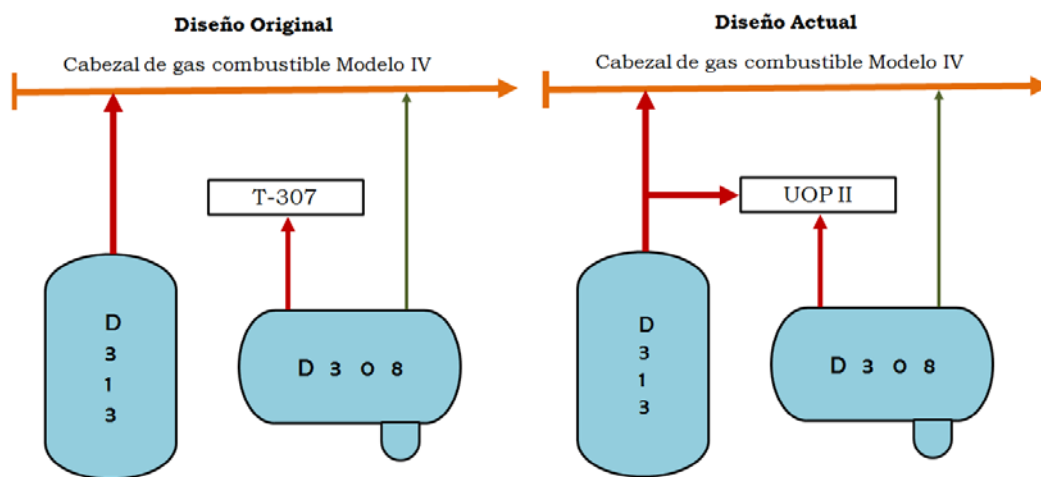 Diseño Original
Cabezal de gas combustible Modelo IV
T-307
D
3
1
3
D 3 0 8
Diseño Actual
Cabezal de gas combustible Modelo IV
UOP II
D
3
1
3
D 3 0 8